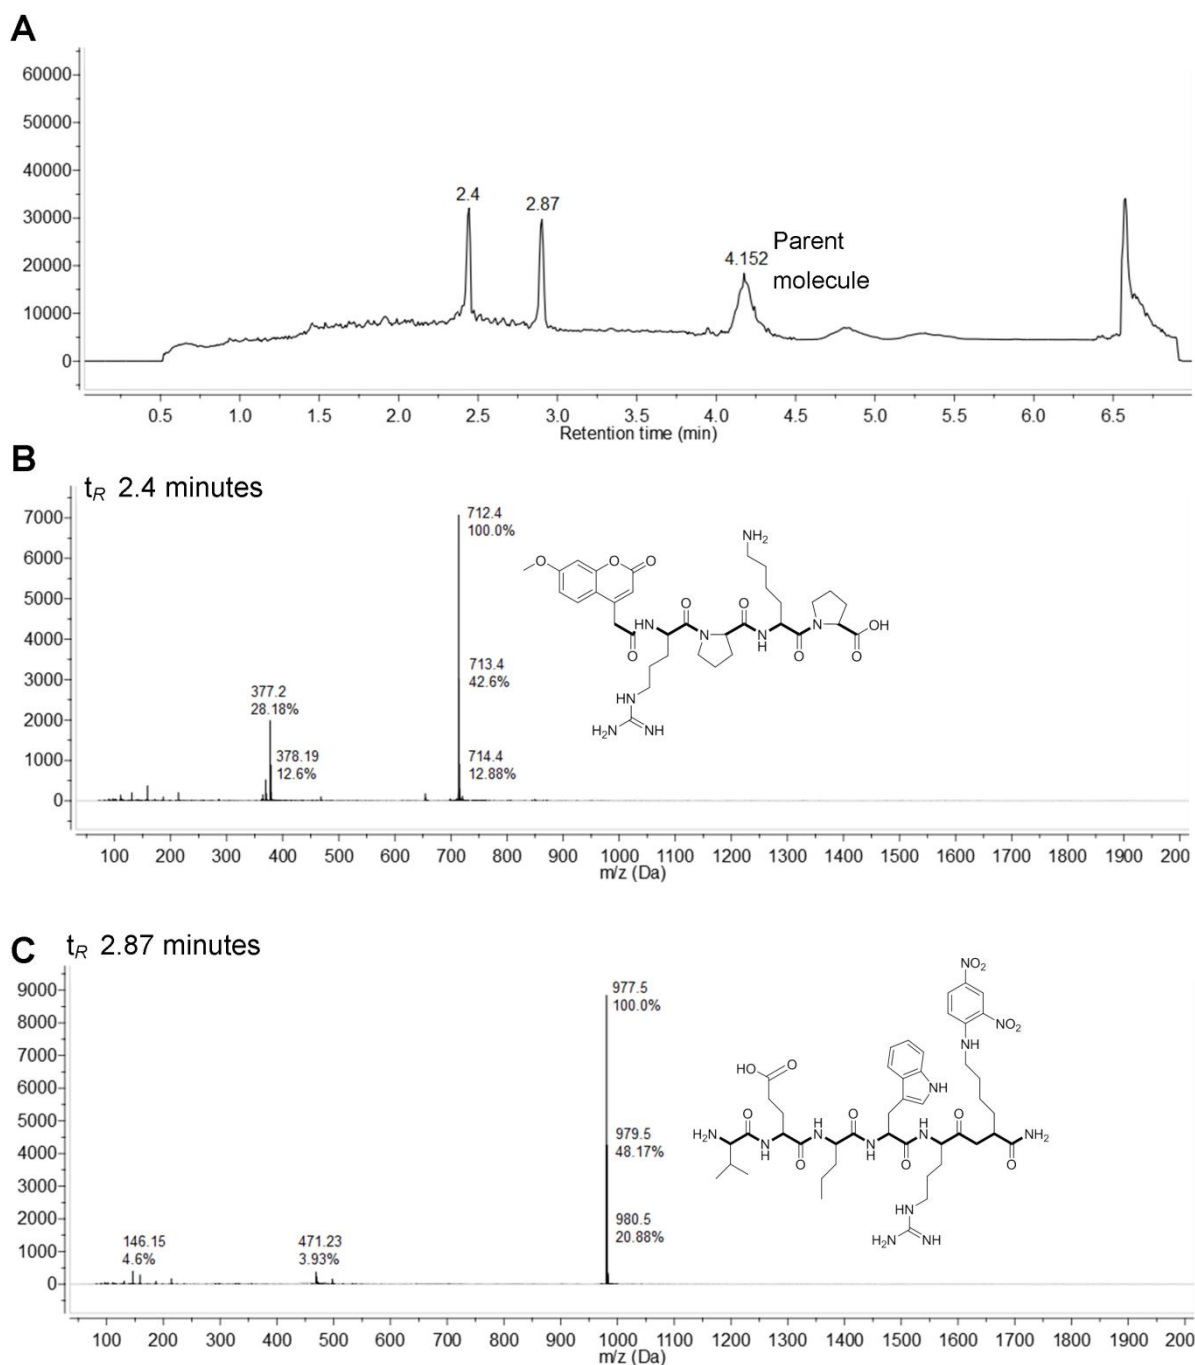 A
60000
50000
40000
30000
20000
10000
0
2.4
2.87
4.152
Parent
molecule
0.5 1.0 1.5 2.0 2.5 3.0 3.5 4.0 4.5 5.0 5.5 6.0 6.5
Retention time (min)
B
tR 2.4 minutes
7000
6000
5000
4000
3000
2000
1000
0
712.4
100.0%
713.4
42.6%
714.4
12.88%
377.2
28.18%
378.19
12.6%
NH2
O
O
O
O
HN
O
N
O
N
H
O
N
O
OH
O
HN
H2N
NH
100 200 300 400 500 600 700 800 900 1000 1100 1200 1300 1400 1500 1600 1700 1800 1900 200
m/z (Da)
C
tR 2.87 minutes
9000
8000
7000
6000
5000
4000
3000
2000
1000
0
977.5
100.0%
979.5
48.17%
980.5
20.88%
146.15
4.6%
471.23
3.93%
NO2
NO2
NH
HO
O
NH
H2N
O
N
H
O
H
N
O
N
H
O
H
N
O
NH2
O
HN
H2N
NH
100 200 300 400 500 600 700 800 900 1000 1100 1200 1300 1400 1500 1600 1700 1800 1900 200
m/z (Da)